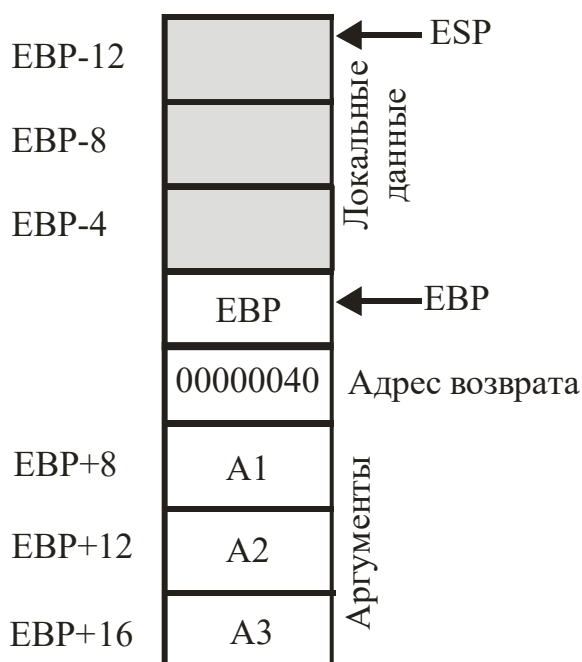 EBP-12 ESP
EBP-8
EBP-4
Локальные
данные
EBP EBP
00000040 Адрес возврата
EBP+8 A1
EBP+12 A2
EBP+16 A3
Аргументы